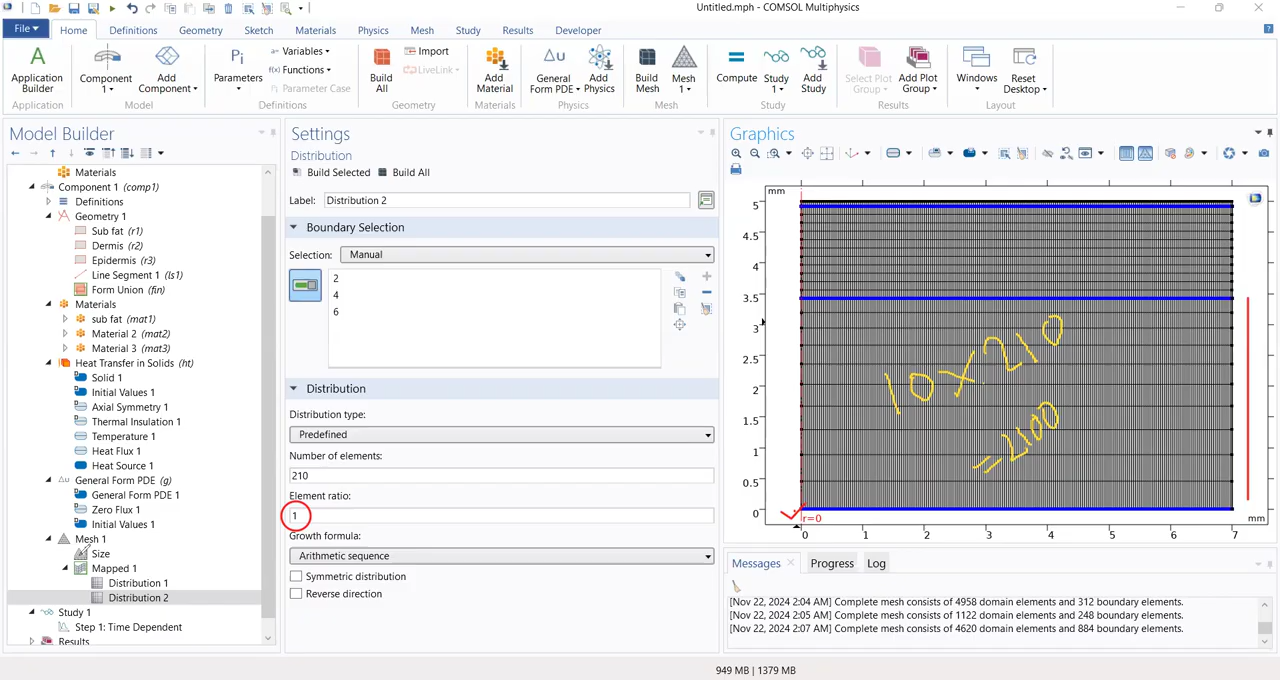 Untitled.mph - COMSOL Multiphysics
File Home Definitions Geometry Sketch Materials Physics Mesh Study Results Developer
Application Builder
Application
Component 1
Add Component
Model
Parameters
Pi
a= Variables
f(x) Functions
Parameter Case
Definitions
Build All
Import
LiveLink
Geometry
Add Material
Materials
General Form PDE
Add Physics
Physics
Build Mesh
Mesh 1
Mesh
Compute
Study 1
Add Study
Study
Select Plot Group
Add Plot Group
Results
Windows
Reset Desktop
Layout
Model Builder
Materials
Component 1 (comp1)
Definitions
Geometry 1
Sub fat (r1)
Dermis (r2)
Epidermis (r3)
Line Segment 1 (ls1)
Form Union (fin)
Materials
sub fat (mat1)
Material 2 (mat2)
Material 3 (mat3)
Heat Transfer in Solids (ht)
Solid 1
Initial Values 1
Axial Symmetry 1
Thermal Insulation 1
Temperature 1
Heat Flux 1
Heat Source 1
Δu General Form PDE (g)
General Form PDE 1
Zero Flux 1
Initial Values 1
Mesh 1
Size
Mapped 1
Distribution 1
Distribution 2
Study 1
Step 1: Time Dependent
Results
Settings
Distribution
Build Selected Build All
Label: Distribution 2
Boundary Selection
Selection: Manual
2
4
6
Distribution
Distribution type:
Predefined
Number of elements:
210
Element ratio:
1
Growth formula:
Arithmetic sequence
Symmetric distribution
Reverse direction
Graphics
mm
5
4.5
4
3.5
3
2.5
2
1.5
1
0.5
0
10X210
=2100
r=0
mm
0 1 2 3 4 5 6 7
Messages Progress Log
[Nov 22, 2024 2:04 AM] Complete mesh consists of 4958 domain elements and 312 boundary elements.
[Nov 22, 2024 2:05 AM] Complete mesh consists of 1122 domain elements and 248 boundary elements.
[Nov 22, 2024 2:07 AM] Complete mesh consists of 4620 domain elements and 884 boundary elements.
949 MB | 1379 MB